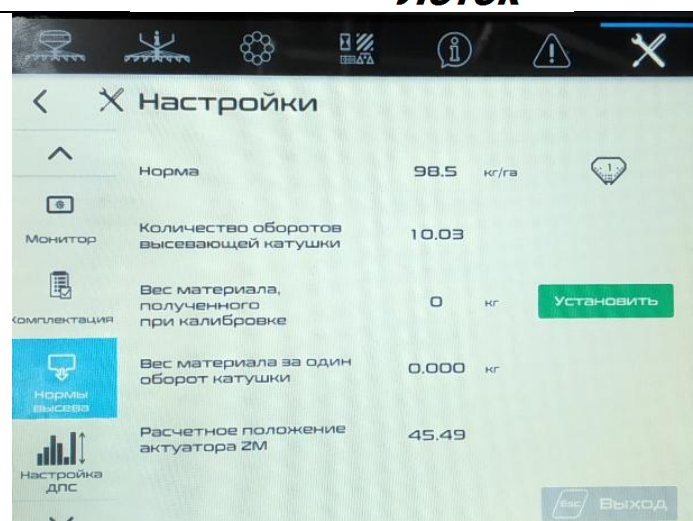 Настройки
Норма 98.5 кг/га 1
Монитор
Количество оборотов
высевающей катушки 10.03
Комплектация
Вес материала,
полученного
при калибровке 0 кг Установить
Нормы
высева
Вес материала за один
оборот катушки 0.000 кг
Настройка
ДПС
Расчетное положение
актуатора ZM 45.49
Esc Выход